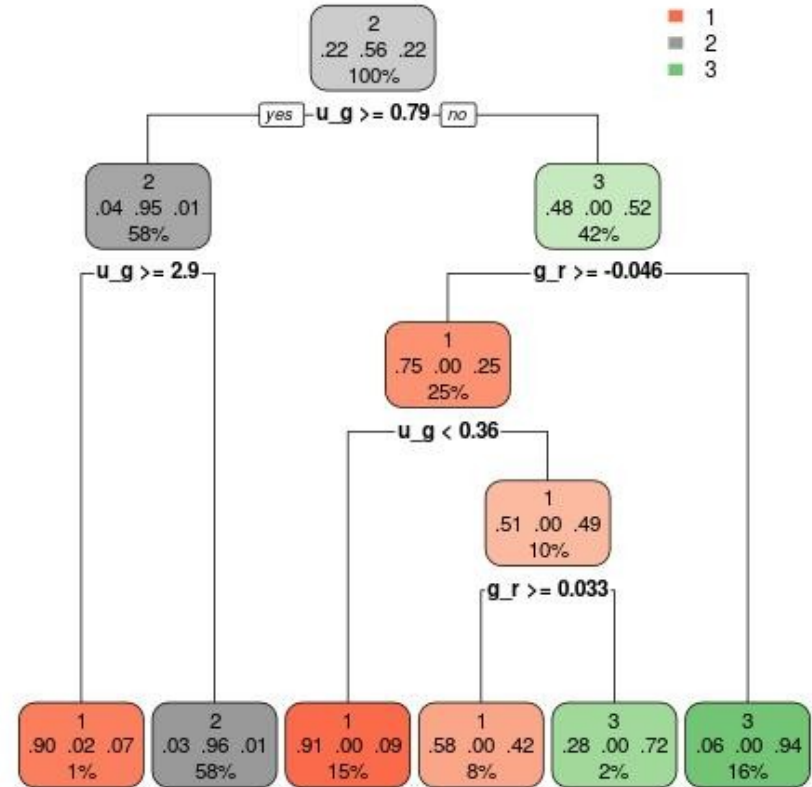 2
.22 .56 .22
100%
1
2
3
yes u_g >= 0.79 no
2
.04 .95 .01
58%
3
.48 .00 .52
42%
u_g >= 2.9
g_r >= -0.046
1
.75 .00 .25
25%
u_g < 0.36
1
.51 .00 .49
10%
g_r >= 0.033
1
.90 .02 .07
1%
2
.03 .96 .01
58%
1
.91 .00 .09
15%
1
.58 .00 .42
8%
3
.28 .00 .72
2%
3
.06 .00 .94
16%